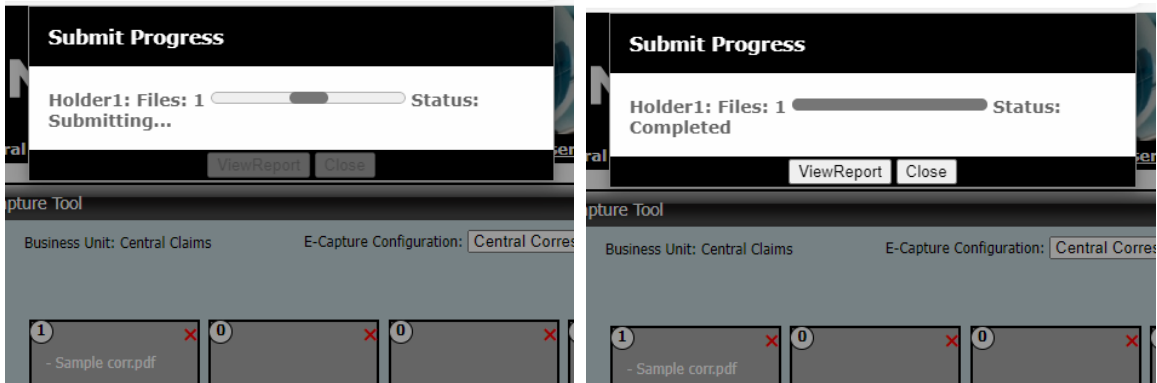 Submit Progress
Holder1: Files: 1 Status:
Submitting...
ViewReport Close
apture Tool
Business Unit: Central Claims E-Capture Configuration: Central Corres
1 0 0
- Sample corr.pdf
Submit Progress
Holder1: Files: 1 Status:
Completed
ViewReport Close
apture Tool
Business Unit: Central Claims E-Capture Configuration: Central Corres
1 0 0
- Sample corr.pdf